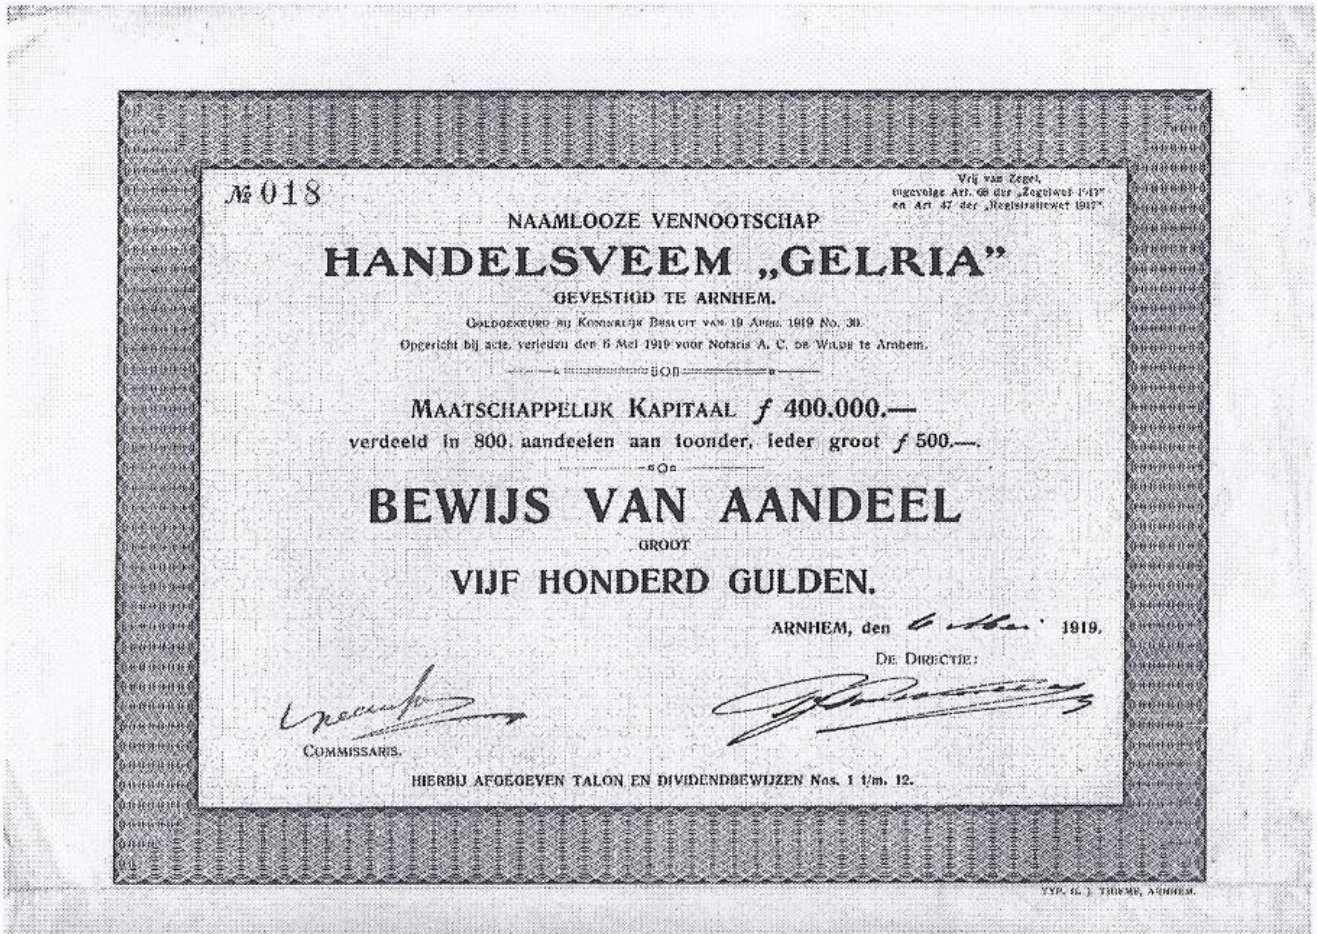 № 018
Vrij van Zegel,
ingevolge Art. 68 der „Zegelwet 1917"
en Art. 47 der „Registratiewet 1917".
NAAMLOOZE VENNOOTSCHAP
HANDELSVEEM „GELRIA”
GEVESTIGD TE ARNHEM.
GOEDGEKEURD BIJ KONINKLIJK BESLUIT VAN 19 APRIL 1919 No. 30.
Opgericht bij acte, verleden den 6 Mei 1919 voor Notaris A. C. DE WILDE te Arnhem.
MAATSCHAPPELIJK KAPITAAL ƒ 400.000.—
verdeeld in 800. aandeelen aan toonder, ieder groot ƒ 500.—.
BEWIJS VAN AANDEEL
GROOT
VIJF HONDERD GULDEN.
ARNHEM, den 6 Mei 1919.
DE DIRECTIE:
COMMISSARIS.
HIERBIJ AFGEGEVEN TALON EN DIVIDENDBEWIJZEN Nos. 1 t/m. 12.
TYP. G. J. THIEME, ARNHEM.